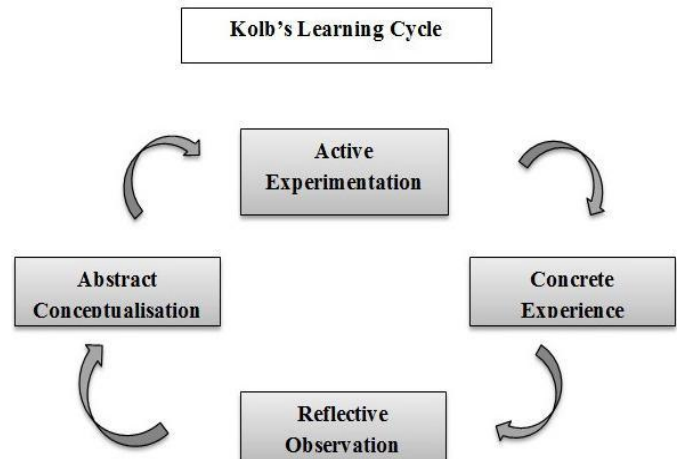 Kolb's Learning Cycle
Active
Experimentation
Abstract
Conceptualisation
Concrete
Experience
Reflective
Observation